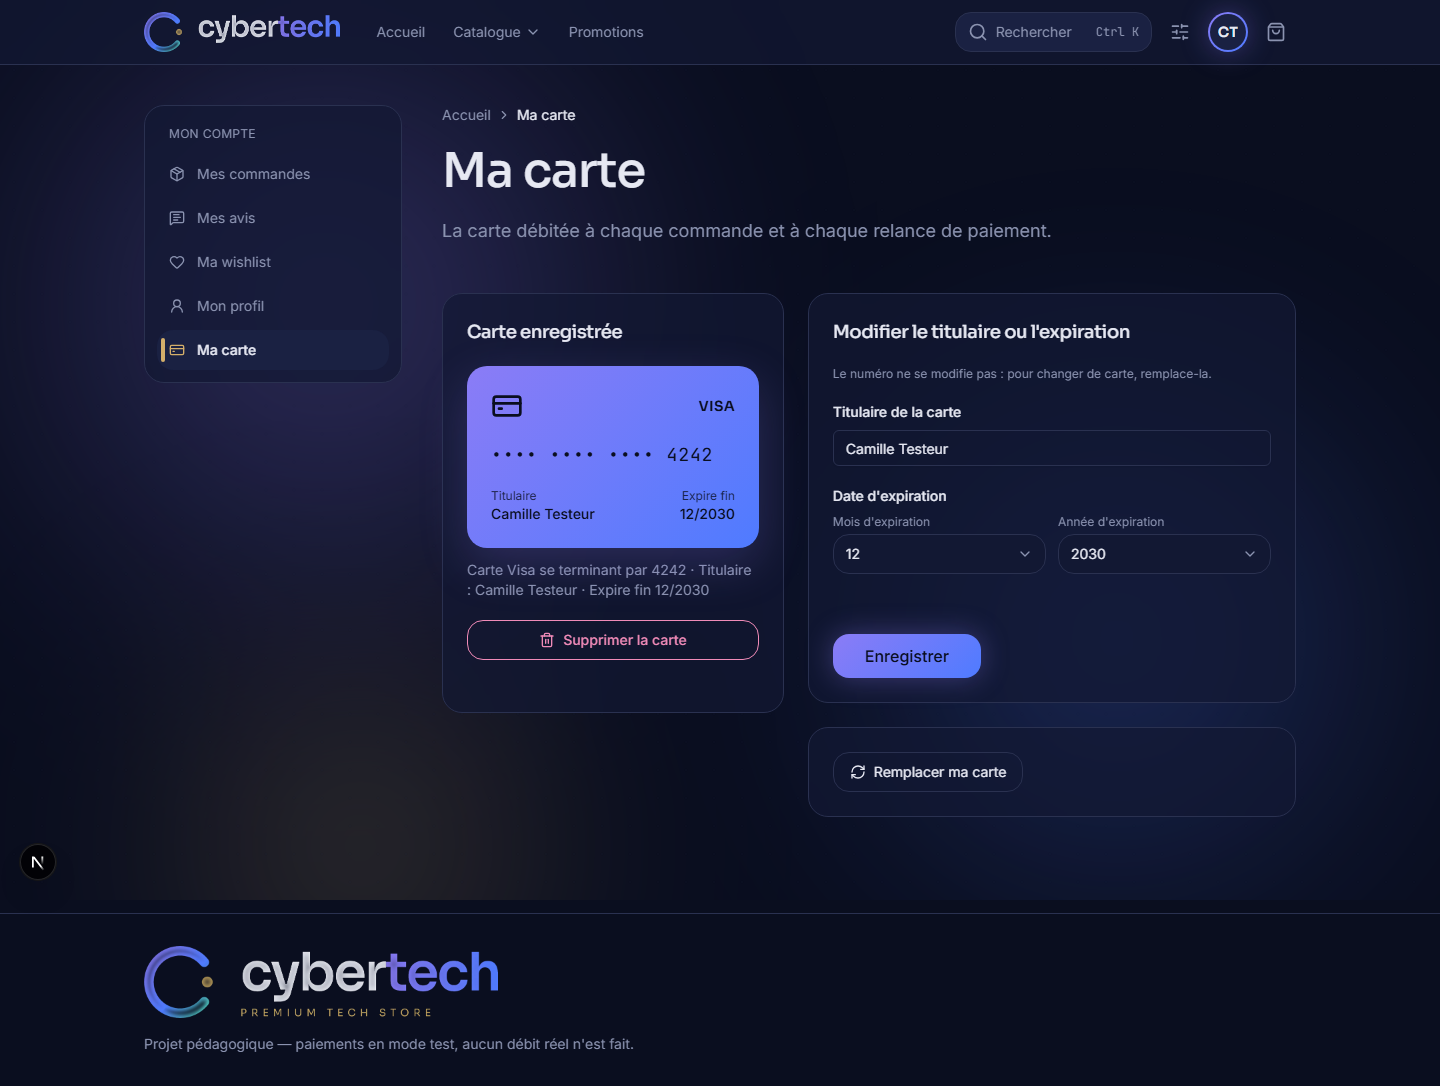 cybertech
Accueil
Catalogue
Promotions
Rechercher
Ctrl K
CT
MON COMPTE
Mes commandes
Mes avis
Ma wishlist
Mon profil
Ma carte
Accueil > Ma carte
Ma carte
La carte débitée à chaque commande et à chaque relance de paiement.
Carte enregistrée
VISA
•••• •••• •••• 4242
Titulaire
Expire fin
Camille Testeur
12/2030
Carte Visa se terminant par 4242 · Titulaire
: Camille Testeur · Expire fin 12/2030
Supprimer la carte
Modifier le titulaire ou l'expiration
Le numéro ne se modifie pas : pour changer de carte, remplace-la.
Titulaire de la carte
Camille Testeur
Date d'expiration
Mois d'expiration
Année d'expiration
12
2030
Enregistrer
Remplacer ma carte
N
cybertech
PREMIUM TECH STORE
Projet pédagogique — paiements en mode test, aucun débit réel n'est fait.